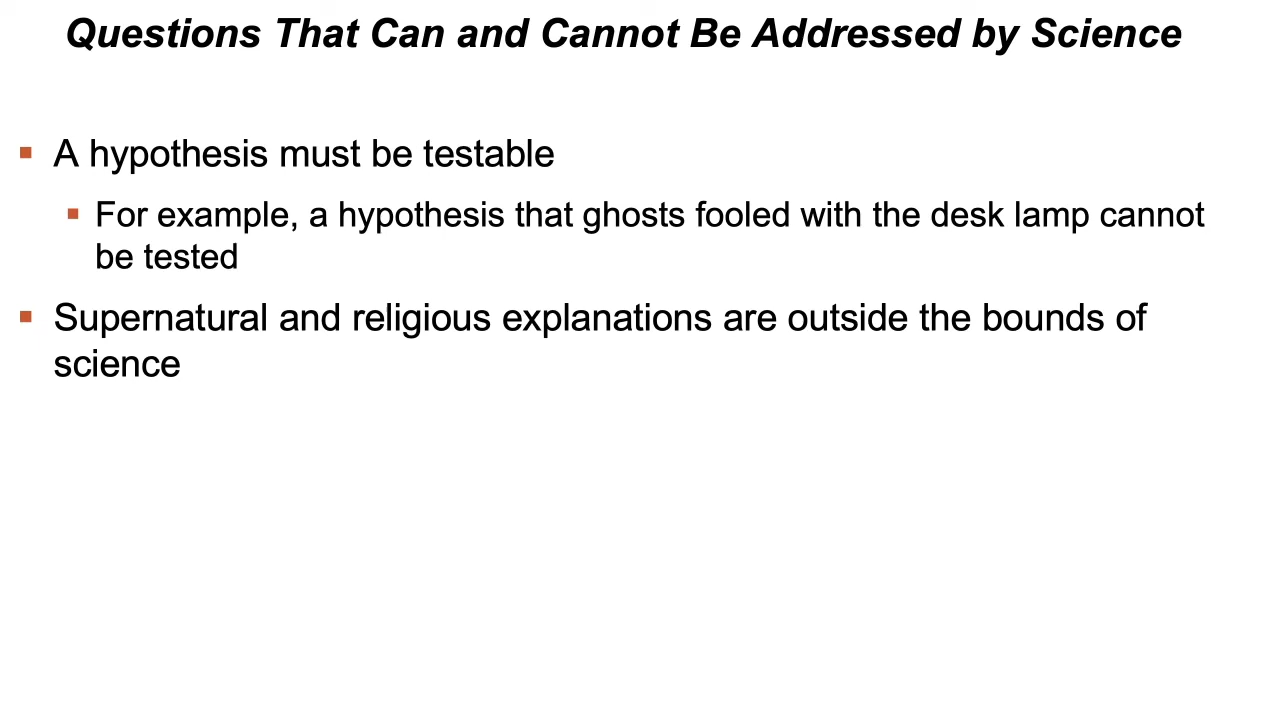 Questions That Can and Cannot Be Addressed by Science
▪ A hypothesis must be testable
▪ For example, a hypothesis that ghosts fooled with the desk lamp cannot
be tested
▪ Supernatural and religious explanations are outside the bounds of
science